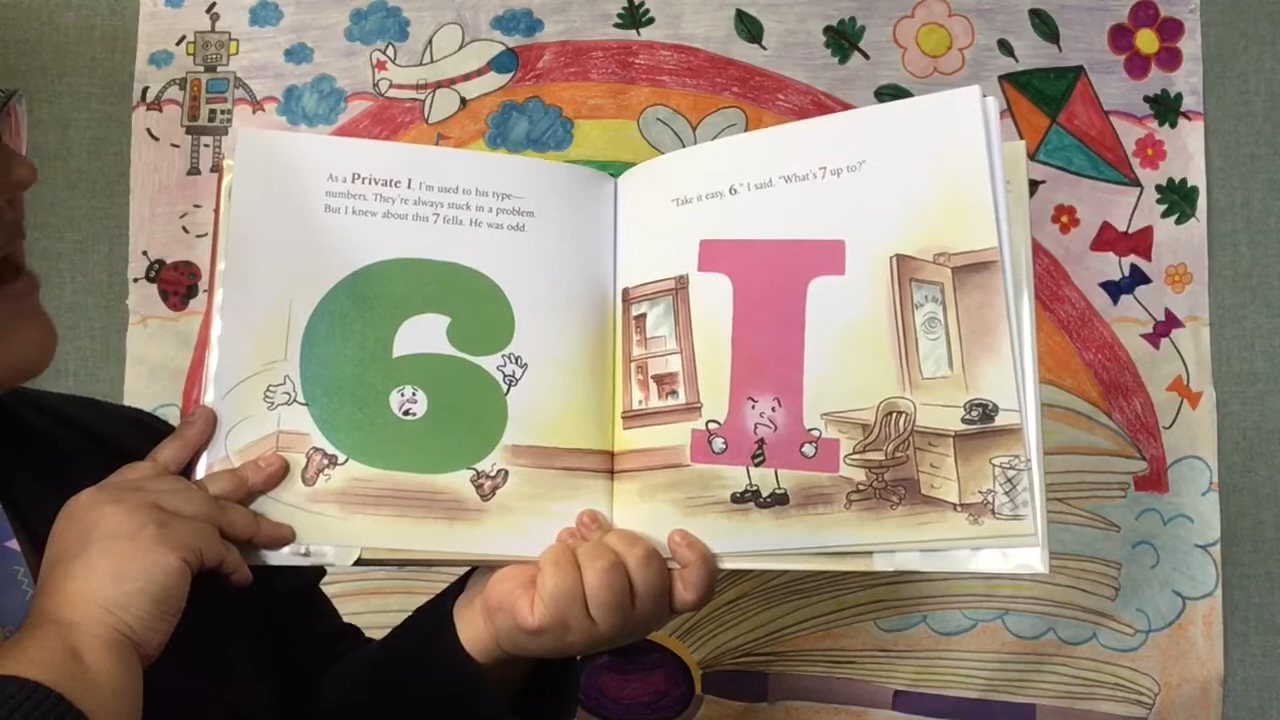 As a Private I, I'm used to his type—
numbers. They're always stuck in a problem.
But I knew about this 7 fella. He was odd.
"Take it easy, 6," I said. "What's 7 up to?"
6
I